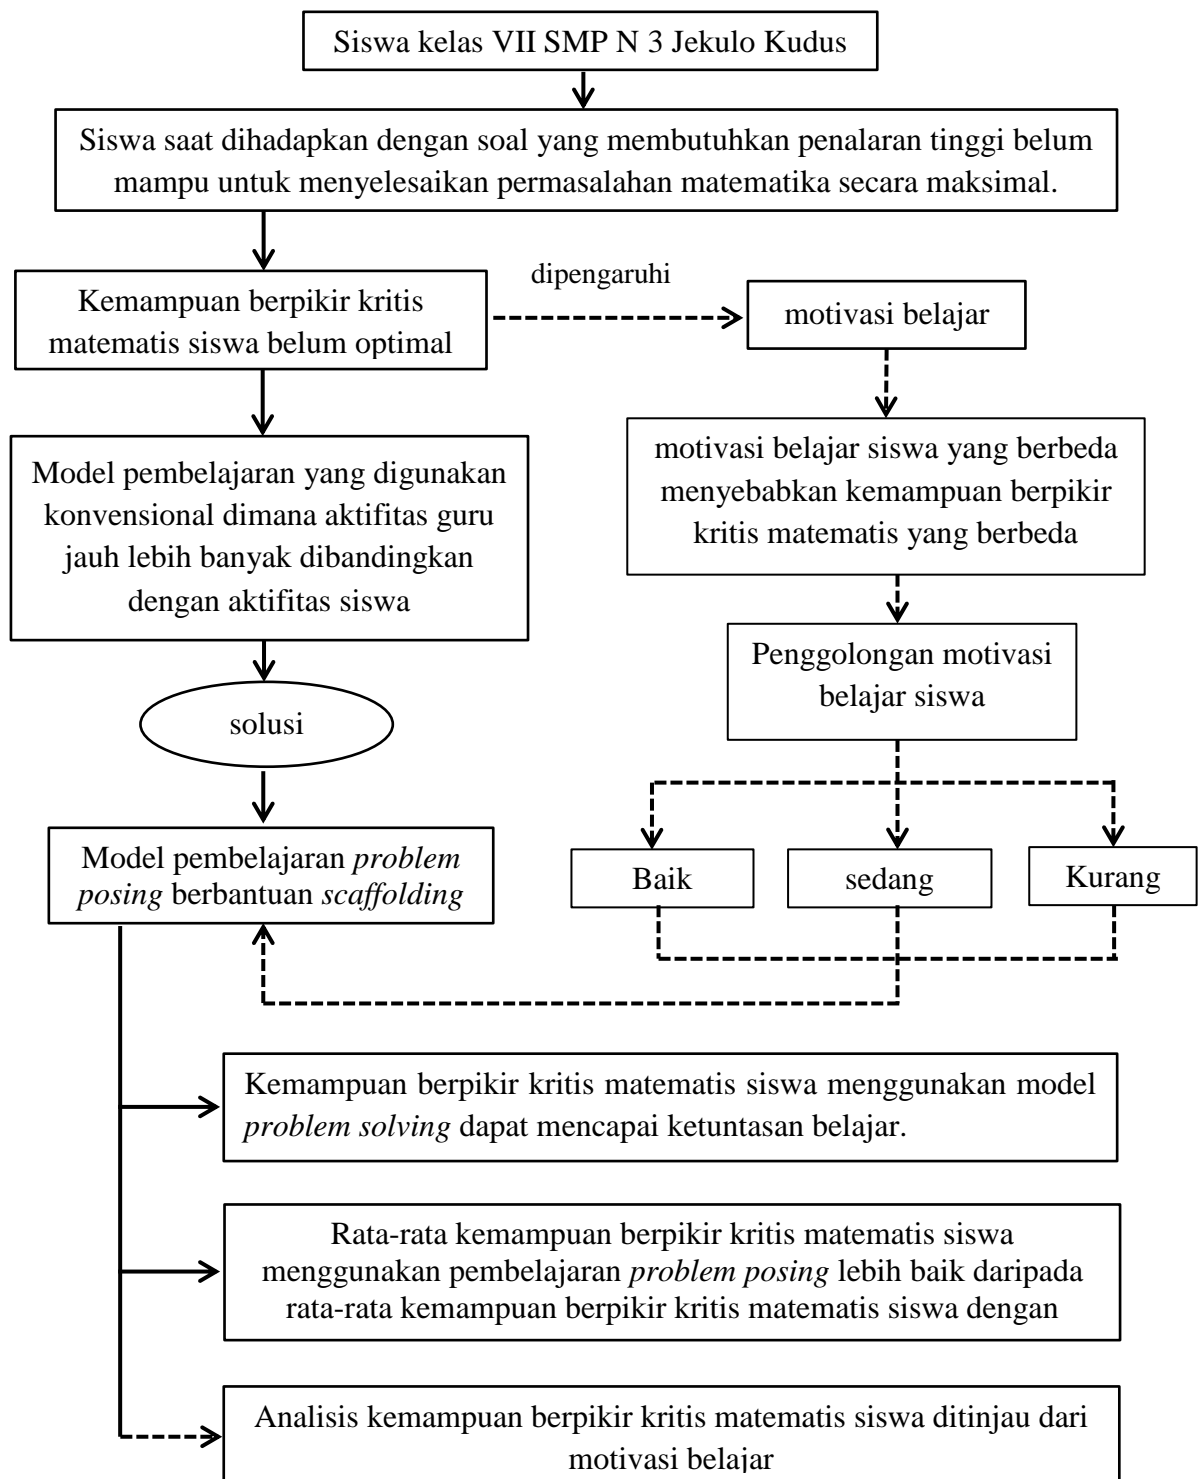 Siswa kelas VII SMP N 3 Jekulo Kudus
Siswa saat dihadapkan dengan soal yang membutuhkan penalaran tinggi belum
mampu untuk menyelesaikan permasalahan matematika secara maksimal.
Kemampuan berpikir kritis
matematis siswa belum optimal
dipengaruhi
motivasi belajar
Model pembelajaran yang digunakan
konvensional dimana aktifitas guru
jauh lebih banyak dibandingkan
dengan aktifitas siswa
motivasi belajar siswa yang berbeda
menyebabkan kemampuan berpikir
kritis matematis yang berbeda
solusi
Penggolongan motivasi
belajar siswa
Model pembelajaran problem
posing berbantuan scaffolding
Baik
sedang
Kurang
Kemampuan berpikir kritis matematis siswa menggunakan model
problem solving dapat mencapai ketuntasan belajar.
Rata-rata kemampuan berpikir kritis matematis siswa
menggunakan pembelajaran problem posing lebih baik daripada
rata-rata kemampuan berpikir kritis matematis siswa dengan
Analisis kemampuan berpikir kritis matematis siswa ditinjau dari
motivasi belajar